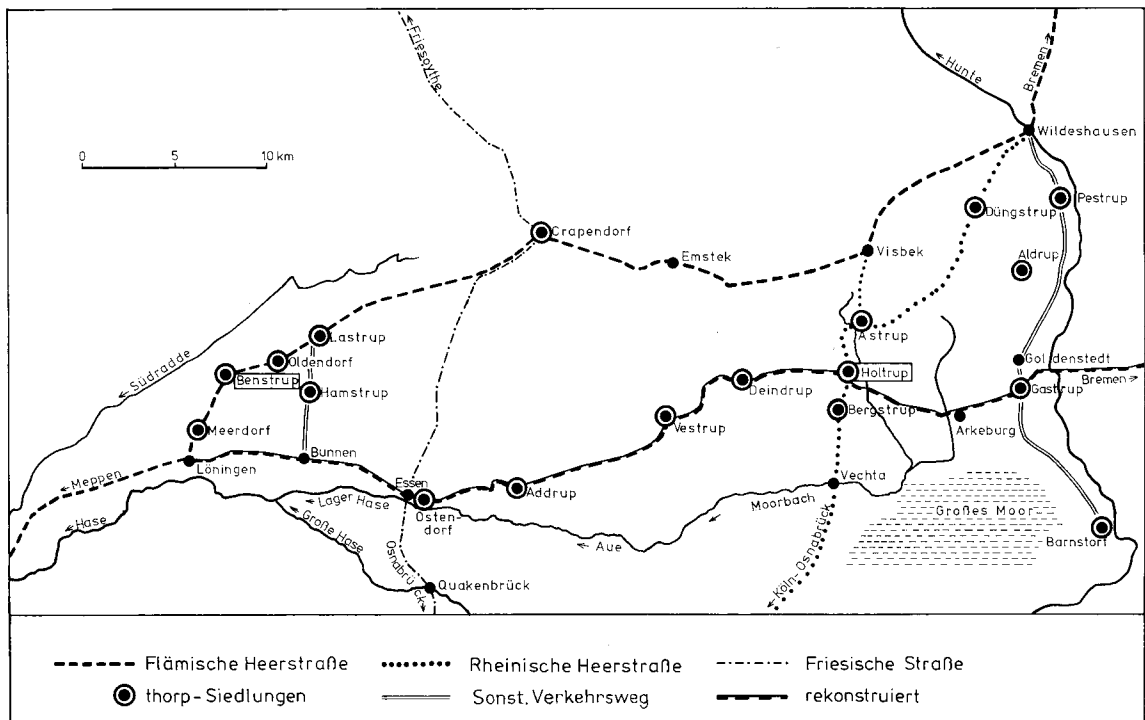 Friesoythe
Hunte
Bremen
Wildeshausen
0 5 10 km
Pestrup
Düngstrup
Crapendorf
Visbek
Emstek
Aldrup
Lastrup
Astrup
Oldendorf
Goldenstedt
Südradde
Benstrup
Holtrup
Bremen
Hamstrup
Deindrup
Gastrup
Bergstrup
Vestrup
Arkeburg
Meerdorf
Bunnen
Löningen
Meppen
Essen
Addrup
Vechta
Lager Hase
Osten-
dorf
Moorbach
Großes Moor
Hase
Große Hase
Aue
Barnstorf
Osnabrück
Quakenbrück
Köln-Osnabrück
Flämische Heerstraße Rheinische Heerstraße Friesische Straße
thorp-Siedlungen Sonst. Verkehrsweg rekonstruiert